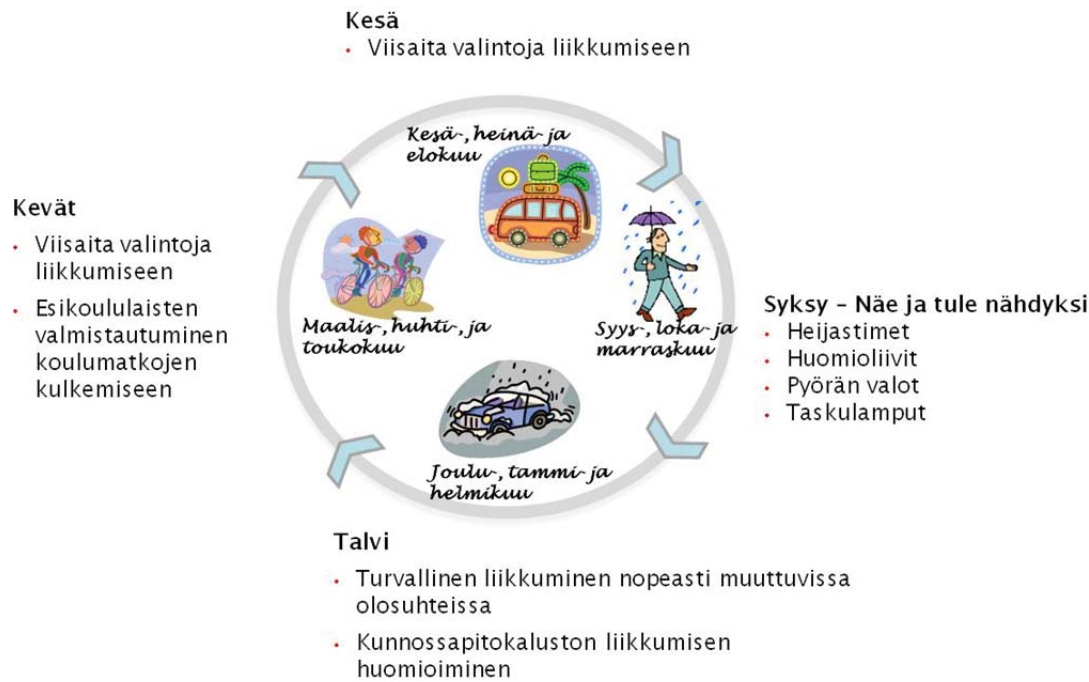 Kesä
• Viisaita valintoja liikkumiseen
Kesä-, heinä- ja
elokuu
Kevät
• Viisaita valintoja
liikkumiseen
• Esikoululaisten
valmistautuminen
koulumatkojen
kulkemiseen
Maalis-, huhti-, ja
toukokuu
Syys-, loka- ja
marraskuu
Syksy – Näe ja tule nähdyksi
• Heijastimet
• Huomioliivit
• Pyörän valot
• Taskulamput
Joulu-, tammi- ja
helmikuu
Talvi
• Turvallinen liikkuminen nopeasti muuttuvissa
olosuhteissa
• Kunnossapitokaluston liikkumisen
huomioiminen